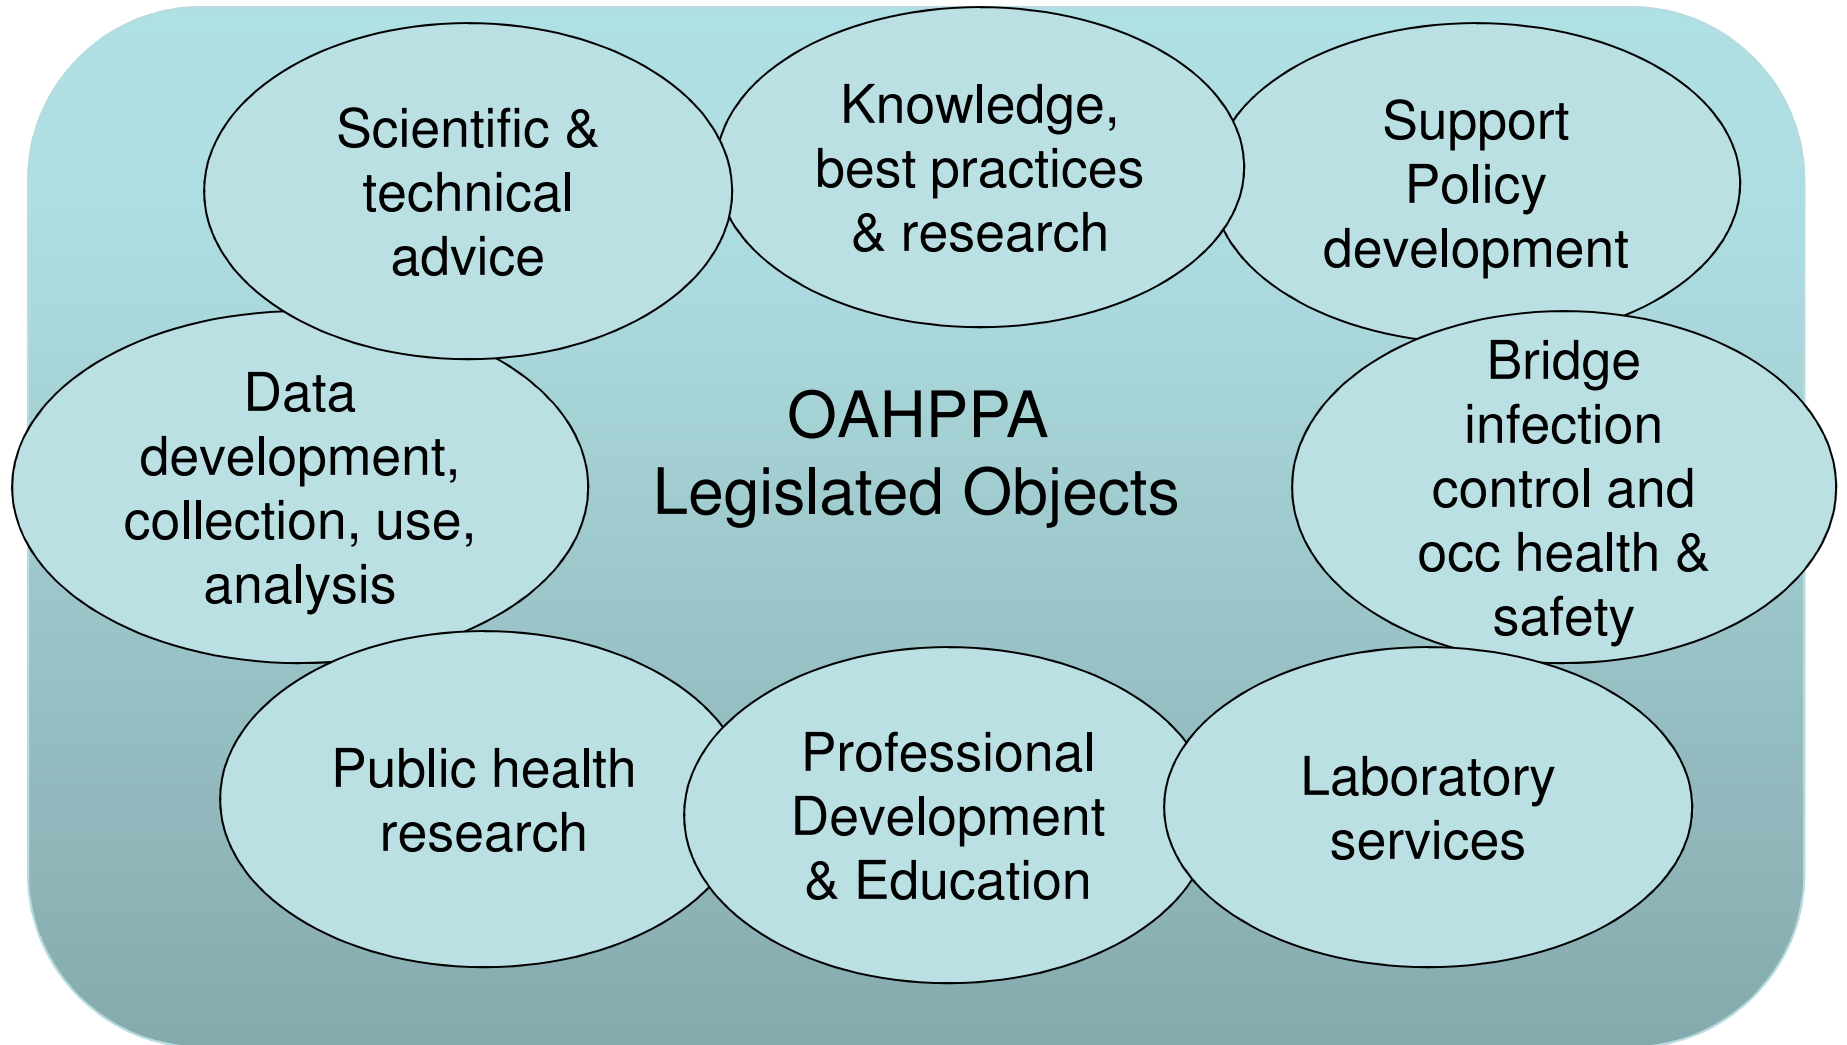 Scientific &
technical
advice
Knowledge,
best practices
& research
Support
Policy
development
Data
development,
collection, use,
analysis
OAHPPA
Legislated Objects
Bridge
infection
control and
occ health &
safety
Public health
research
Professional
Development
& Education
Laboratory
services